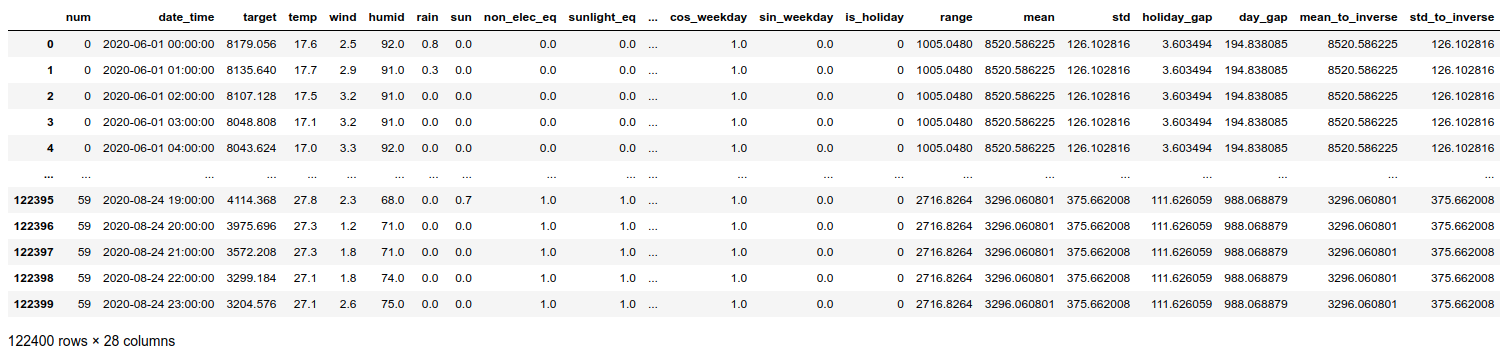 num date_time target temp wind humid rain sun non_elec_eq sunlight_eq ... cos_weekday sin_weekday is_holiday range mean std holiday_gap day_gap mean_to_inverse std_to_inverse
0 0 2020-06-01 00:00:00 8179.056 17.6 2.5 92.0 0.8 0.0 0.0 0.0 ... 1.0 0.0 0 1005.0480 8520.586225 126.102816 3.603494 194.838085 8520.586225 126.102816
1 0 2020-06-01 01:00:00 8135.640 17.7 2.9 91.0 0.3 0.0 0.0 0.0 ... 1.0 0.0 0 1005.0480 8520.586225 126.102816 3.603494 194.838085 8520.586225 126.102816
2 0 2020-06-01 02:00:00 8107.128 17.5 3.2 91.0 0.0 0.0 0.0 0.0 ... 1.0 0.0 0 1005.0480 8520.586225 126.102816 3.603494 194.838085 8520.586225 126.102816
3 0 2020-06-01 03:00:00 8048.808 17.1 3.2 91.0 0.0 0.0 0.0 0.0 ... 1.0 0.0 0 1005.0480 8520.586225 126.102816 3.603494 194.838085 8520.586225 126.102816
4 0 2020-06-01 04:00:00 8043.624 17.0 3.3 92.0 0.0 0.0 0.0 0.0 ... 1.0 0.0 0 1005.0480 8520.586225 126.102816 3.603494 194.838085 8520.586225 126.102816
... ... ... ... ... ... ... ... ... ... ... ... ... ... ... ... ... ... ... ... ... ...
122395 59 2020-08-24 19:00:00 4114.368 27.8 2.3 68.0 0.0 0.7 1.0 1.0 ... 1.0 0.0 0 2716.8264 3296.060801 375.662008 111.626059 988.068879 3296.060801 375.662008
122396 59 2020-08-24 20:00:00 3975.696 27.3 1.2 71.0 0.0 0.0 1.0 1.0 ... 1.0 0.0 0 2716.8264 3296.060801 375.662008 111.626059 988.068879 3296.060801 375.662008
122397 59 2020-08-24 21:00:00 3572.208 27.3 1.8 71.0 0.0 0.0 1.0 1.0 ... 1.0 0.0 0 2716.8264 3296.060801 375.662008 111.626059 988.068879 3296.060801 375.662008
122398 59 2020-08-24 22:00:00 3299.184 27.1 1.8 74.0 0.0 0.0 1.0 1.0 ... 1.0 0.0 0 2716.8264 3296.060801 375.662008 111.626059 988.068879 3296.060801 375.662008
122399 59 2020-08-24 23:00:00 3204.576 27.1 2.6 75.0 0.0 0.0 1.0 1.0 ... 1.0 0.0 0 2716.8264 3296.060801 375.662008 111.626059 988.068879 3296.060801 375.662008
122400 rows × 28 columns